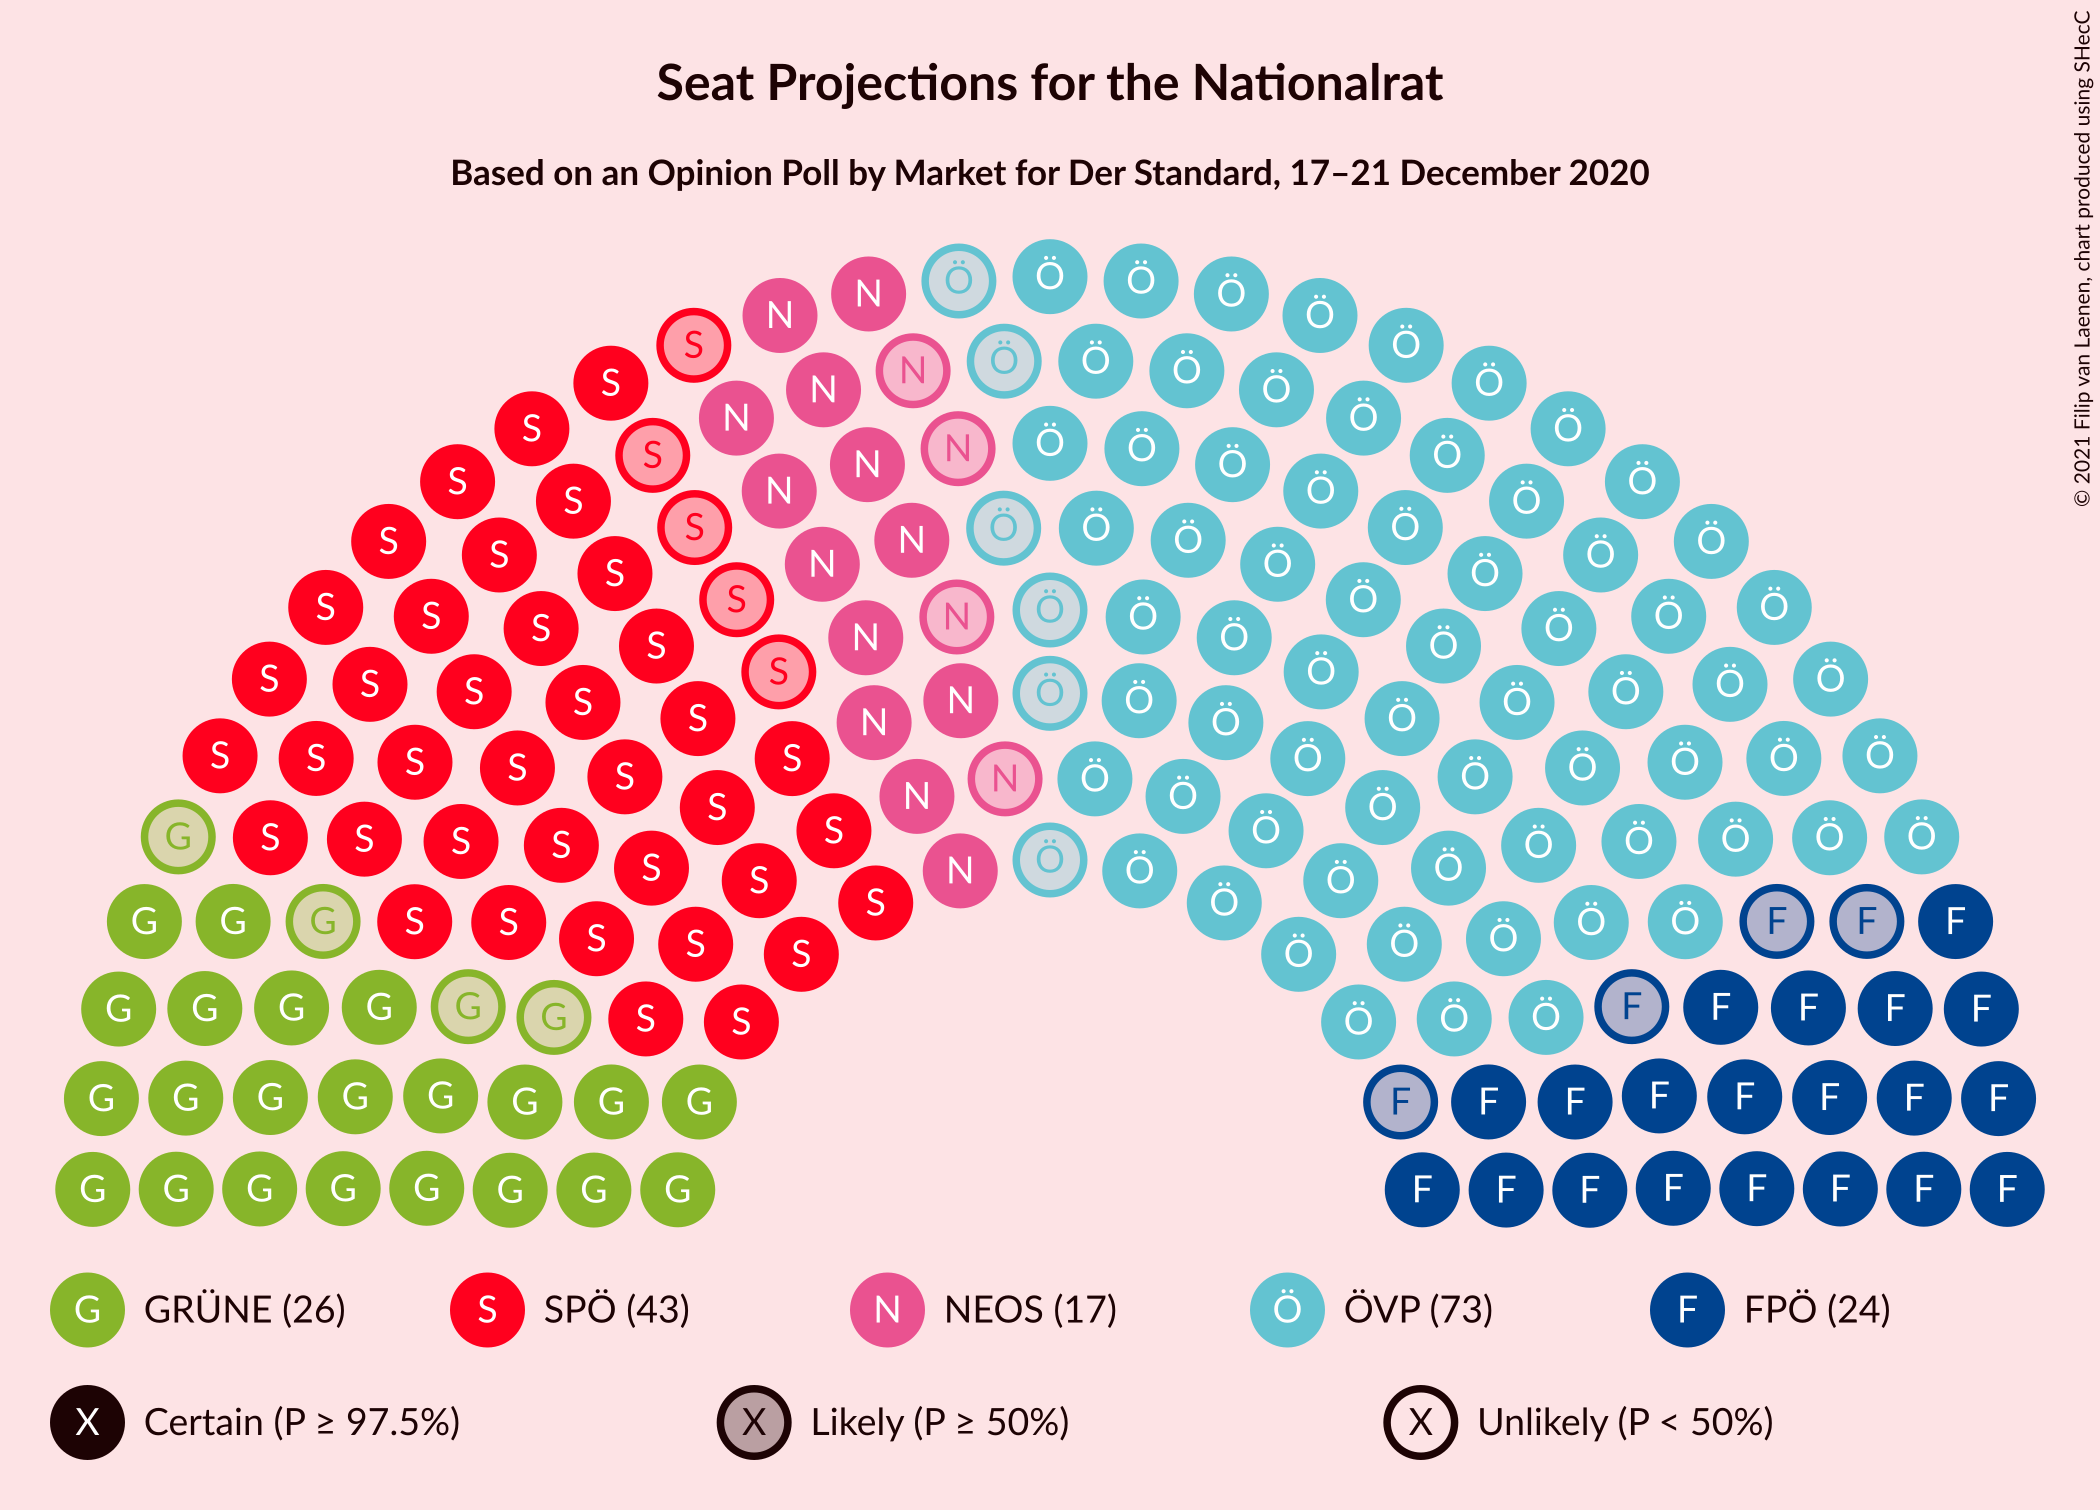 Seat Projections for the Nationalrat
Based on an Opinion Poll by Market for Der Standard, 17–21 December 2020
© 2021 Filip van Laenen, chart produced using SHecC
N Ö Ö Ö Ö
N Ö
S N Ö Ö Ö Ö
S N Ö Ö
S S N N Ö Ö Ö Ö Ö
N Ö
S S N Ö Ö Ö
S S S N Ö Ö Ö Ö Ö Ö
S N Ö Ö
S S S S N Ö Ö Ö Ö Ö Ö
N Ö
S Ö
S S S S S N Ö Ö Ö Ö Ö Ö Ö
S N Ö Ö
S S S S S S N Ö Ö Ö Ö Ö Ö Ö
S N Ö Ö
G S S S S S Ö Ö Ö Ö Ö Ö
S S N Ö Ö Ö Ö
S Ö
G G G S S S S S Ö Ö Ö Ö Ö F F F
G G G G G G S S Ö Ö Ö F F F F F
G G G G G G G G F F F F F F F F
G G G G G G G G F F F F F F F F
G GRÜNE (26) S SPÖ (43) N NEOS (17) Ö ÖVP (73) F FPÖ (24)
X Certain (P ≥ 97.5%) X Likely (P ≥ 50%) X Unlikely (P < 50%)